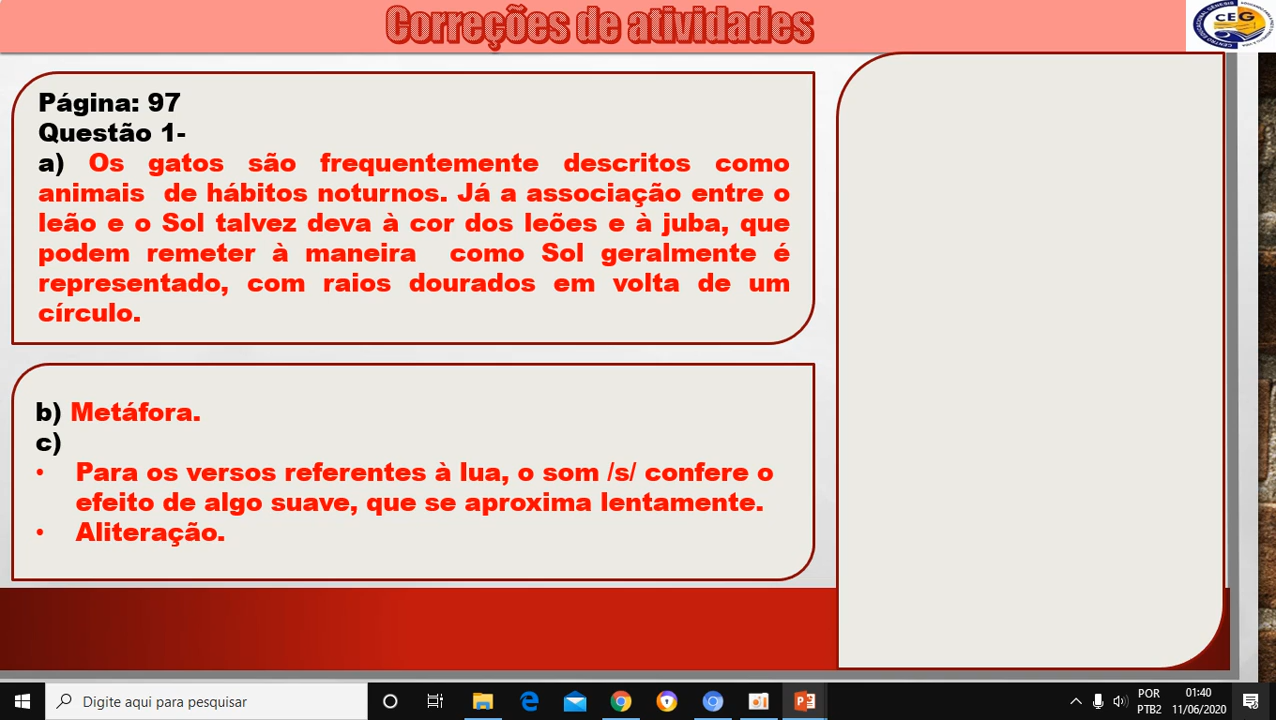 Correções de atividades
CEG
Página: 97
Questão 1-
a) Os gatos são frequentemente descritos como
animais de hábitos noturnos. Já a associação entre o
leão e o Sol talvez deva à cor dos leões e à juba, que
podem remeter à maneira como Sol geralmente é
representado, com raios dourados em volta de um
círculo.
b) Metáfora.
c)
• Para os versos referentes à lua, o som /s/ confere o
efeito de algo suave, que se aproxima lentamente.
• Aliteração.
Digite aqui para pesquisar
POR
PTB2
01:40
11/06/2020